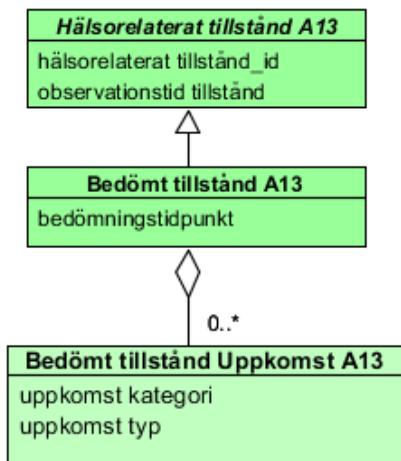 Hälsorelaterat tillstånd A13
hälsorelaterat tillstånd_id
observationstid tillstånd
Bedömt tillstånd A13
bedömningstidpunkt
0..*
Bedömt tillstånd Uppkomst A13
uppkomst kategori
uppkomst typ